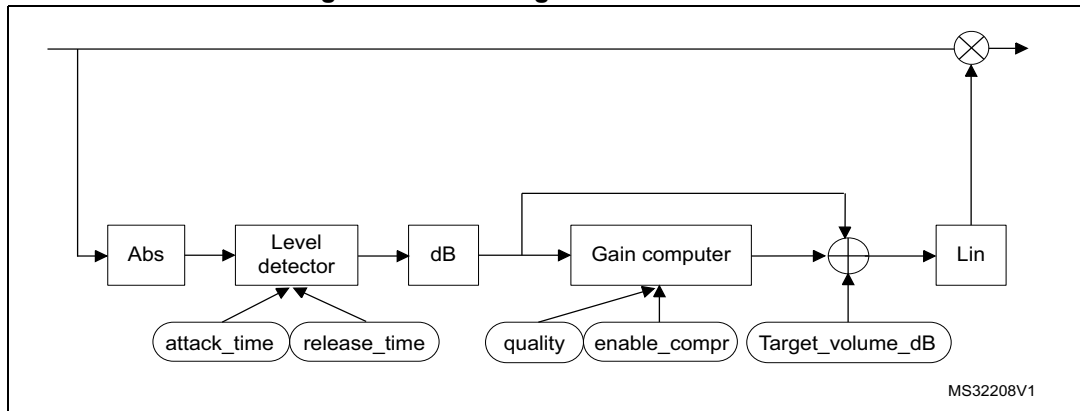 Abs
Level
detector
dB
Gain computer
Lin
attack_time
release_time
quality
enable_compr
Target_volume_dB
MS32208V1